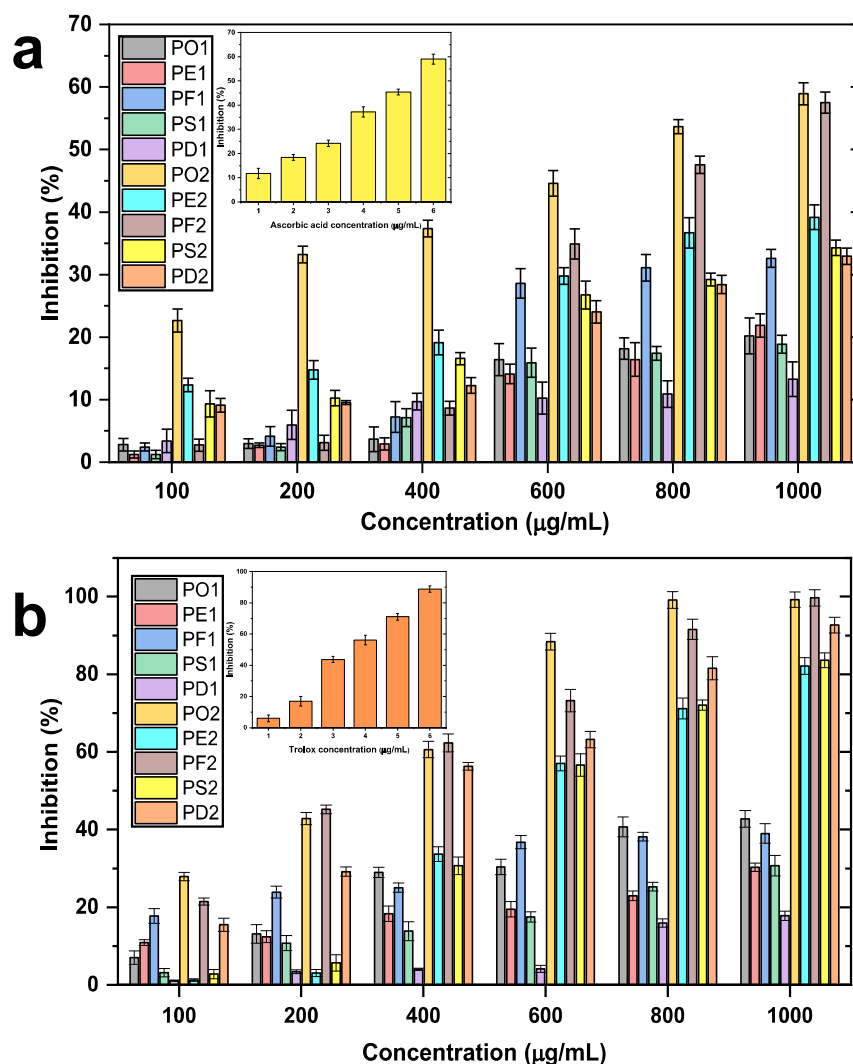 a
70
60
50
40
30
20
10
0
Inhibition (%)
PO1
PE1
PF1
PS1
PD1
PO2
PE2
PF2
PS2
PD2
70
60
50
40
30
20
10
0
Inhibition (%)
1 2 3 4 5 6
Ascorbic acid concentration (μg/mL)
100 200 400 600 800 1000
Concentration (μg/mL)
b
100
80
60
40
20
0
Inhibition (%)
PO1
PE1
PF1
PS1
PD1
PO2
PE2
PF2
PS2
PD2
100
80
60
40
20
0
Inhibition (%)
1 2 3 4 5 6
Trolox concentration (μg/mL)
100 200 400 600 800 1000
Concentration (μg/mL)